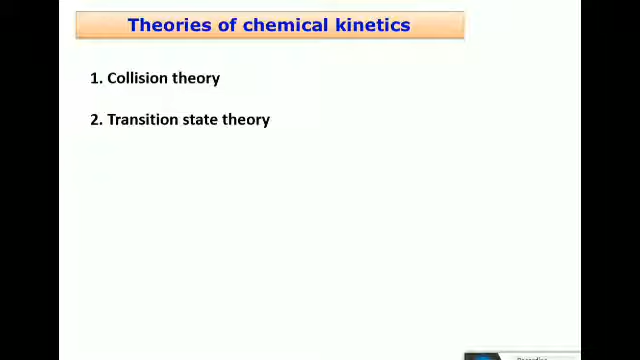 Theories of chemical kinetics
1. Collision theory
2. Transition state theory